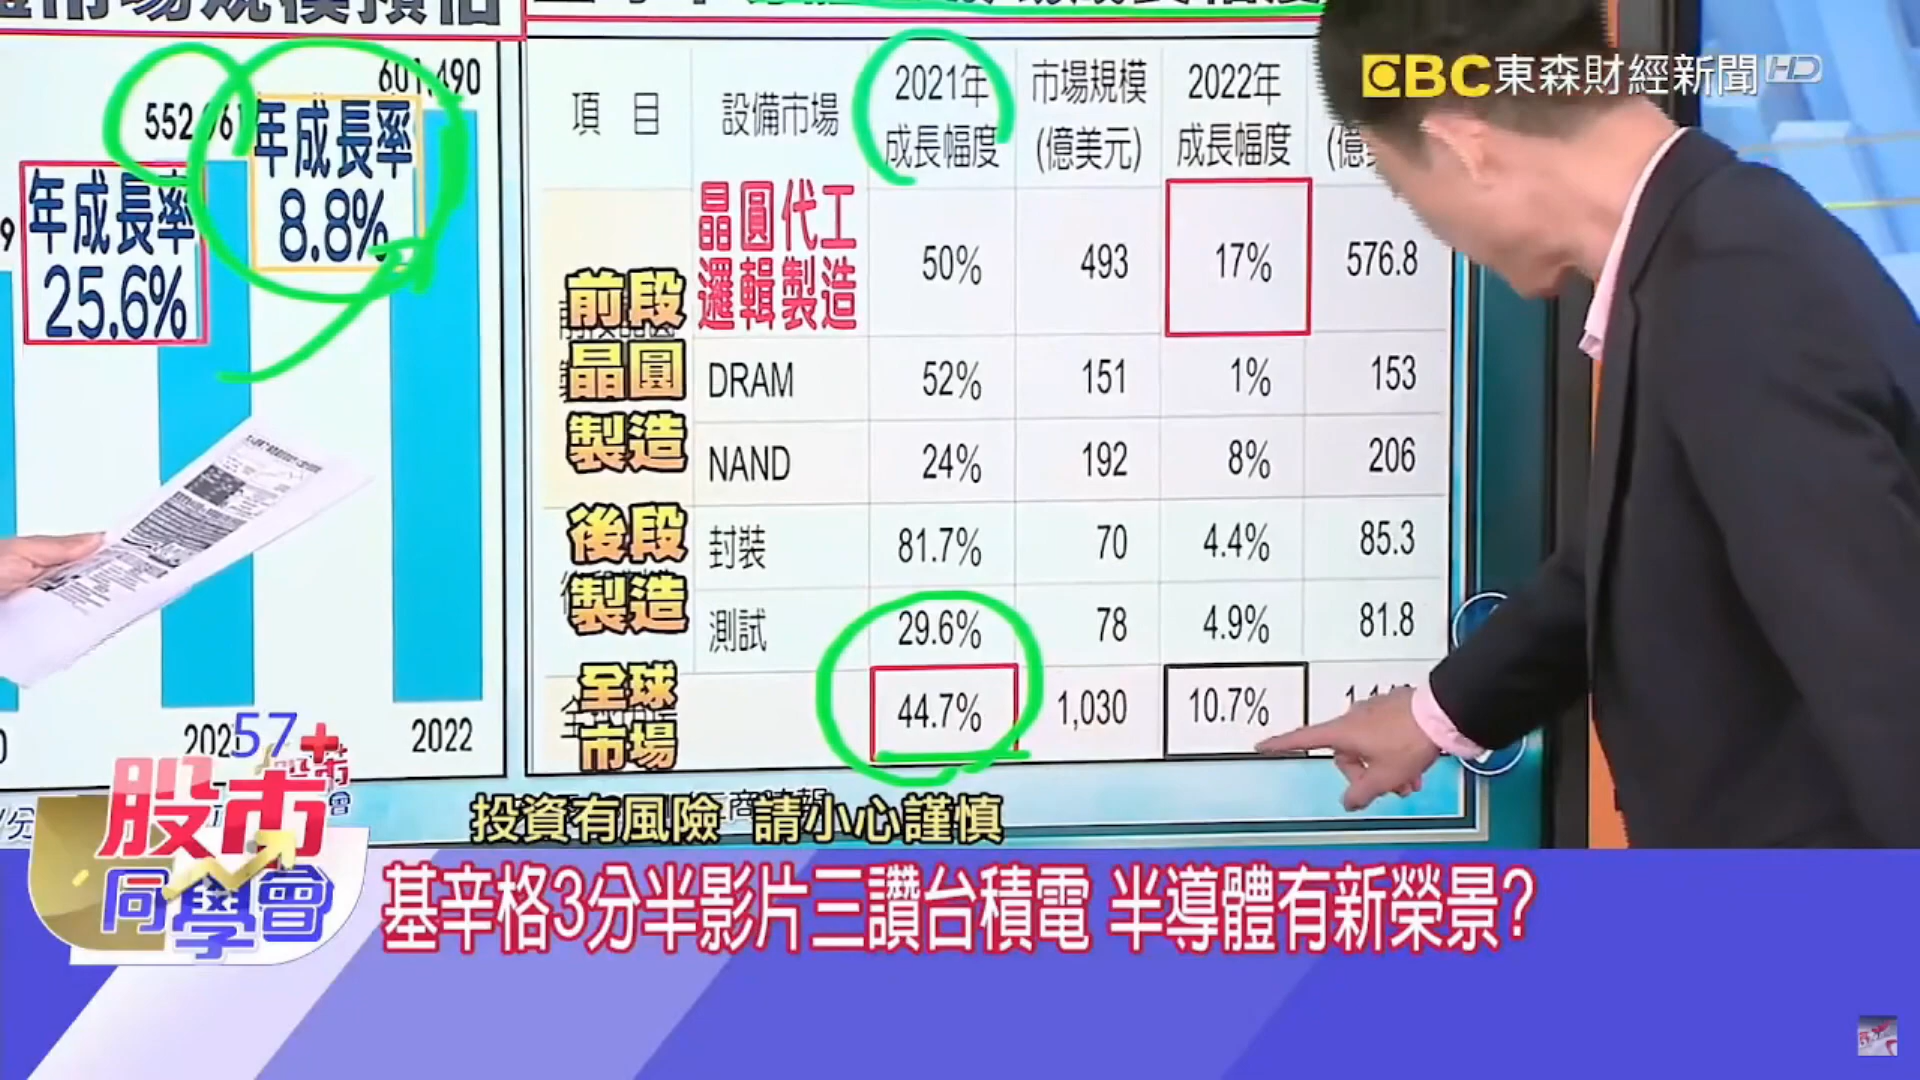 601,490
年成長率
8.8%
年成長率
25.6%
2022
項 目
設備市場
2021年
成長幅度
市場規模
(億美元)
2022年
成長幅度
前段
晶圓
製造
晶圓代工
邏輯製造
50%
493
17%
576.8
DRAM
52%
151
1%
153
NAND
24%
192
8%
206
後段
製造
封裝
81.7%
70
4.4%
85.3
測試
29.6%
78
4.9%
81.8
全球
市場
44.7%
1,030
10.7%
EBC東森財經新聞HD
投資有風險 請小心謹慎
57
股市
同學會
基辛格3分半影片三讚台積電 半導體有新榮景?